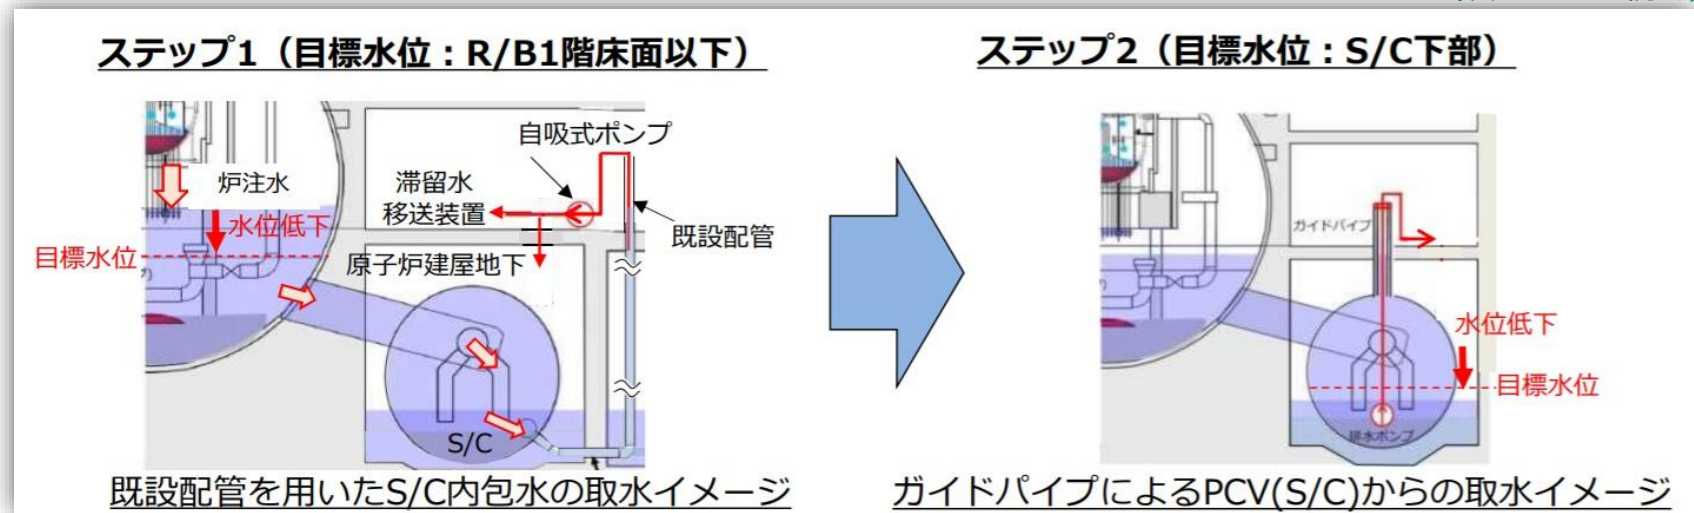 ステップ1（目標水位：R/B1階床面以下）
自吸式ポンプ
炉注水
滞留水
移送装置
水位低下
既設配管
目標水位
原子炉建屋地下
S/C
既設配管を用いたS/C内包水の取水イメージ
ステップ2（目標水位：S/C下部）
ガイドパイプ
水位低下
目標水位
排水ポンプ
ガイドパイプによるPCV(S/C)からの取水イメージ